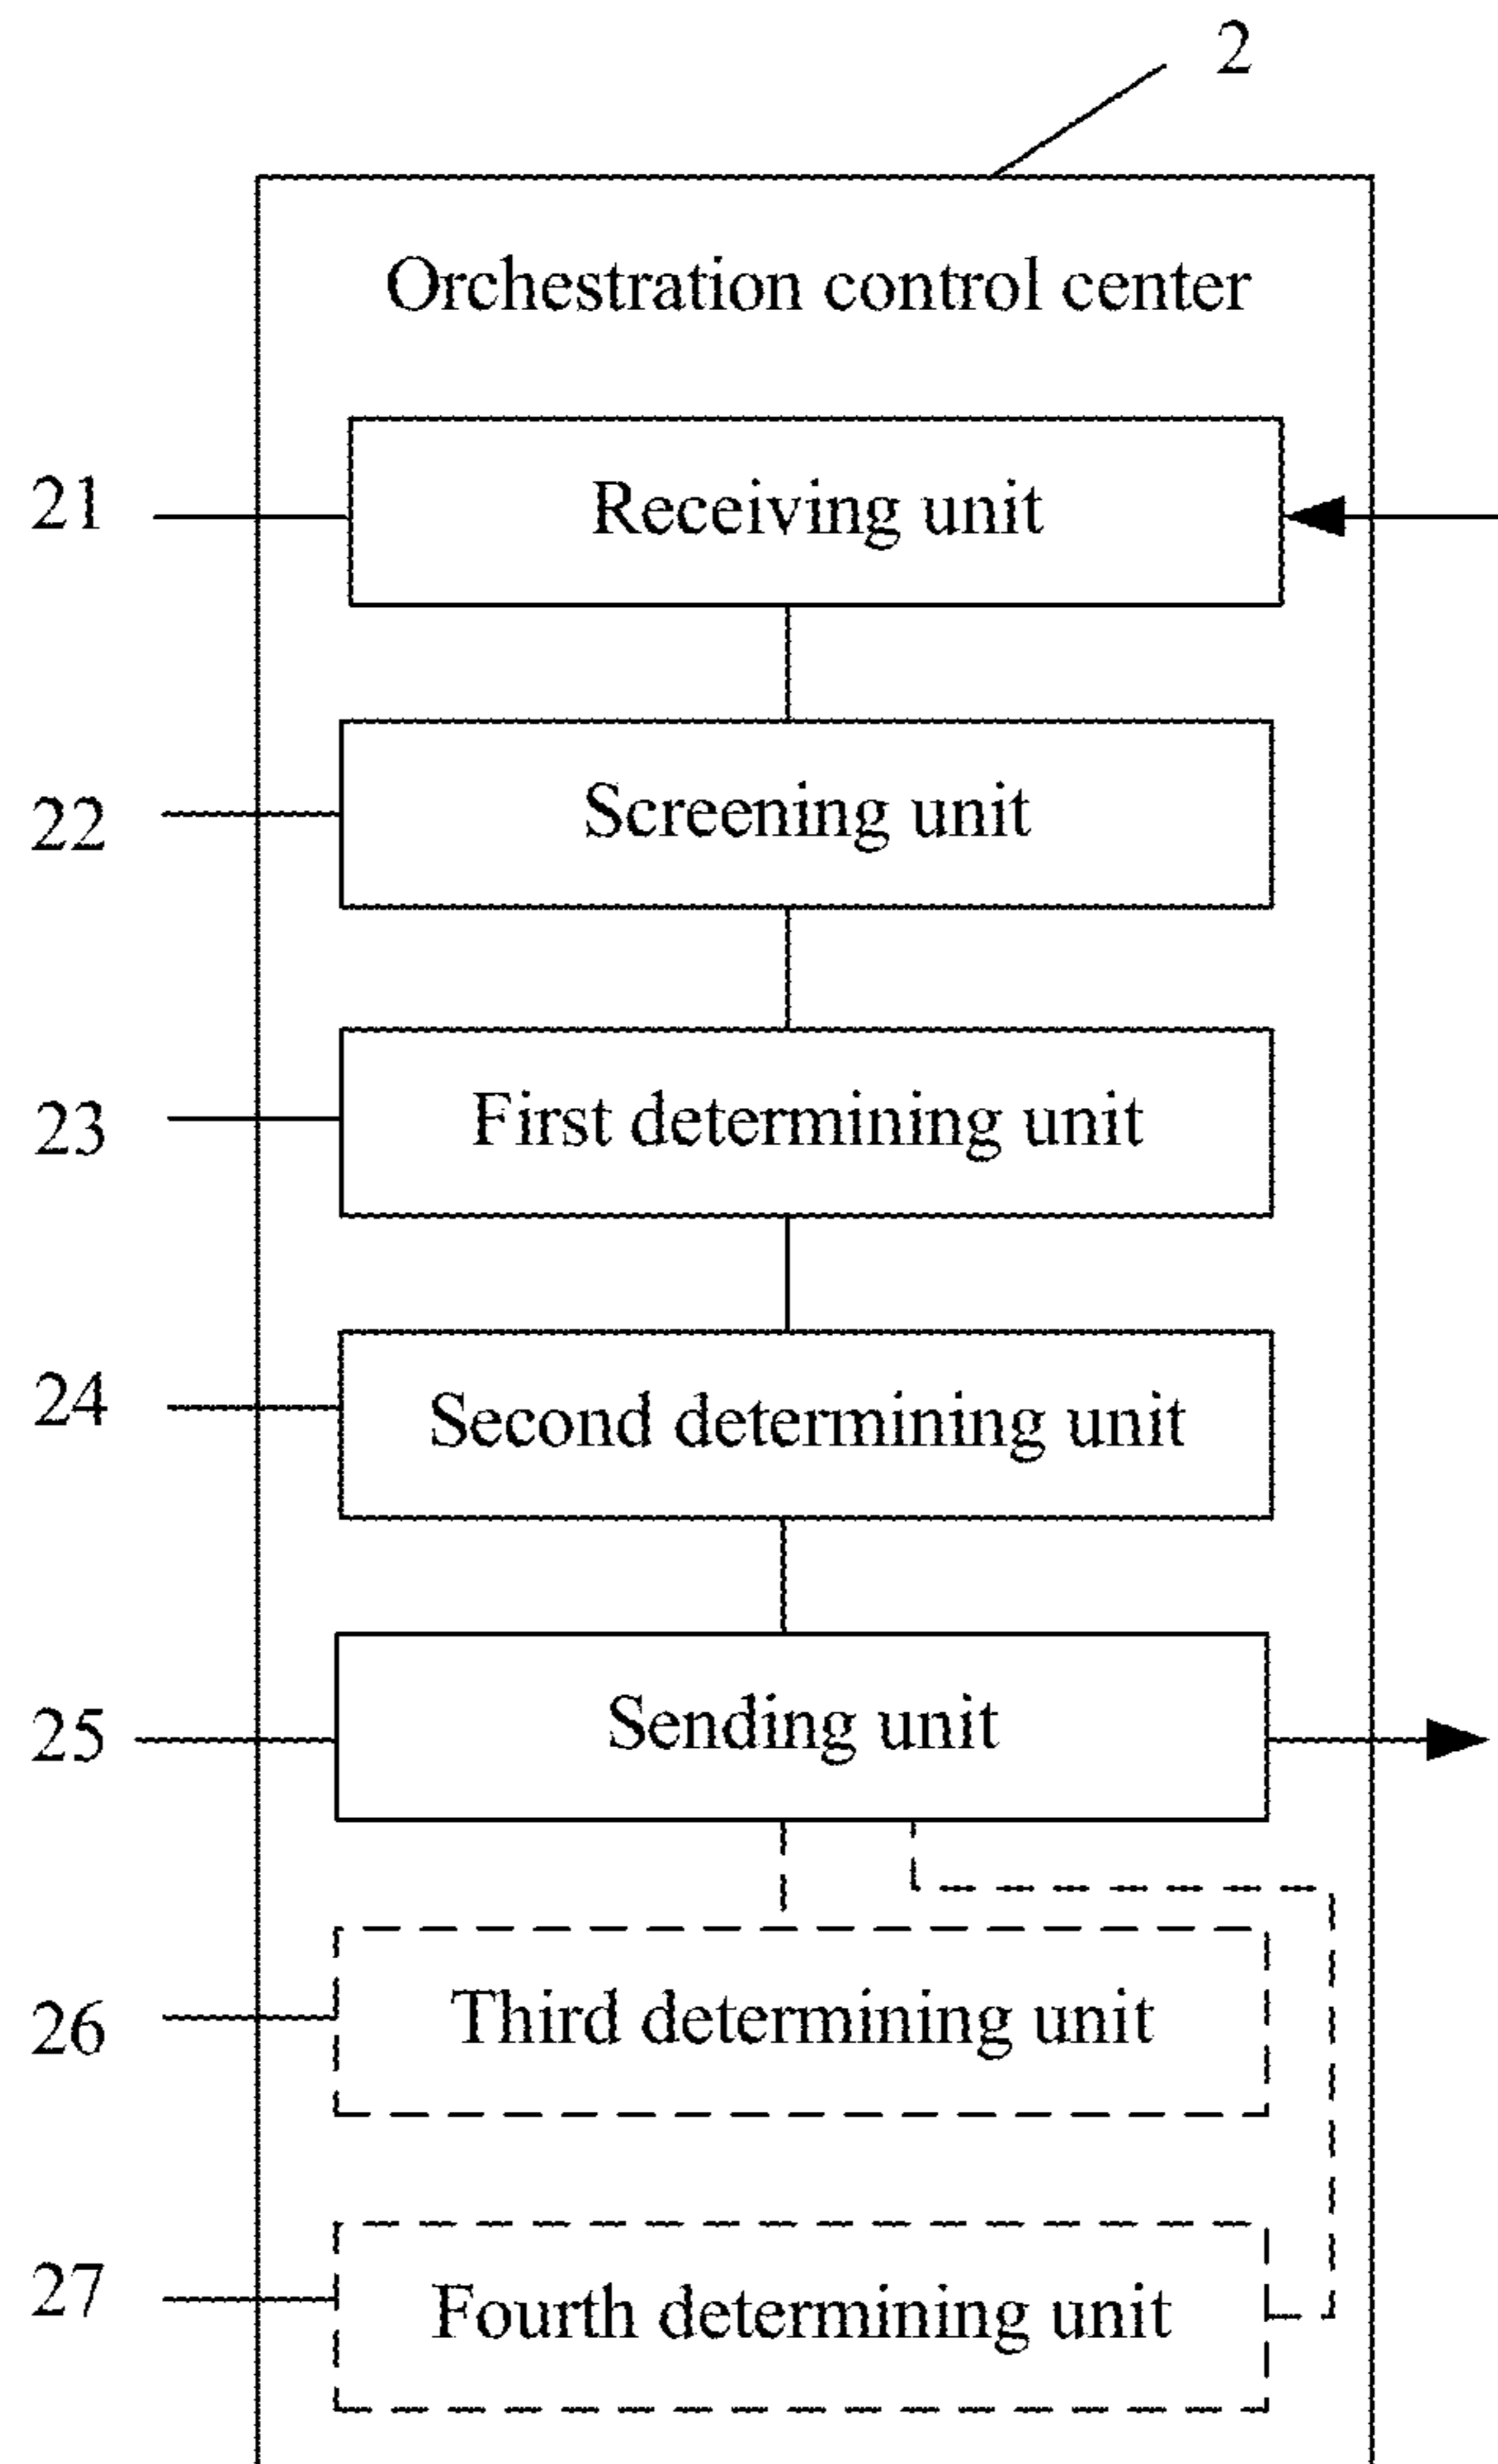 2
Orchestration control center
21
Receiving unit
22
Screening unit
23
First determining unit
24
Second determining unit
25
Sending unit
26
Third determining unit
27
Fourth determining unit